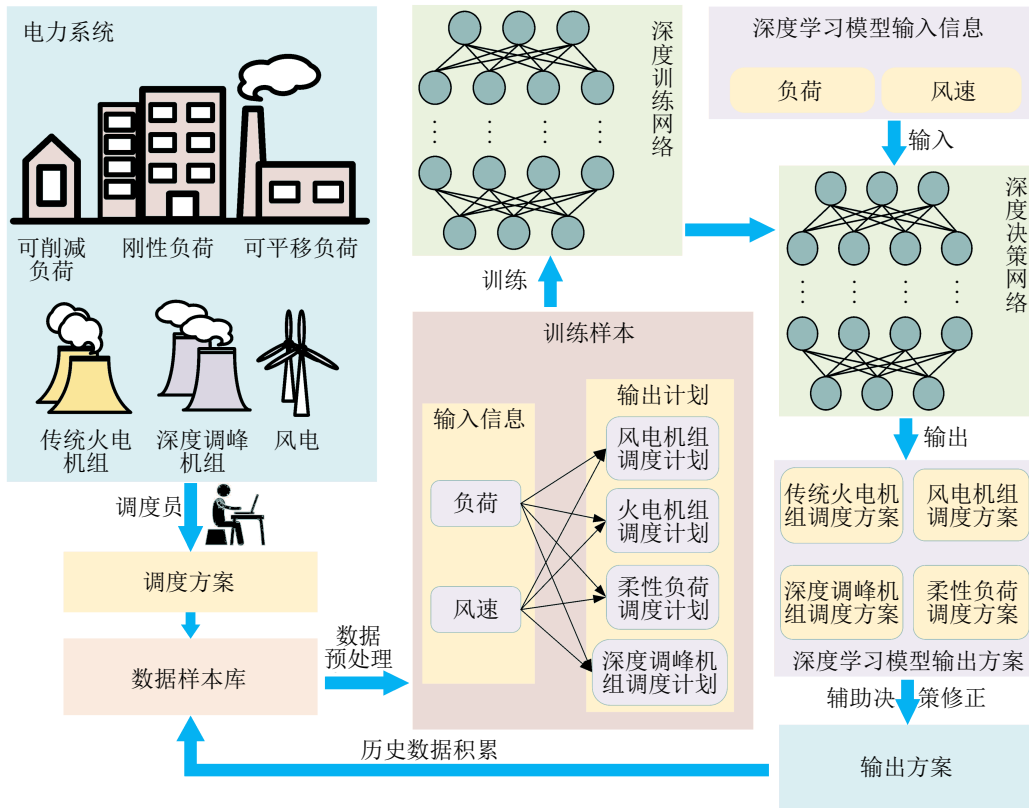 电力系统
可削减
负荷
刚性负荷
可平移负荷
传统火电
机组
深度调峰
机组
风电
调度员
调度方案
数据样本库
数据
预处理
历史数据积累
深度训练网络
训练
训练样本
输入信息
负荷
风速
输出计划
风电机组
调度计划
火电机组
调度计划
柔性负荷
调度计划
深度调峰机
组调度计划
深度学习模型输入信息
负荷
风速
输入
深度决策网络
输出
传统火电机
组调度方案
风电机组
调度方案
深度调峰机
组调度方案
柔性负荷
调度方案
深度学习模型输出方案
辅助决策修正
输出方案